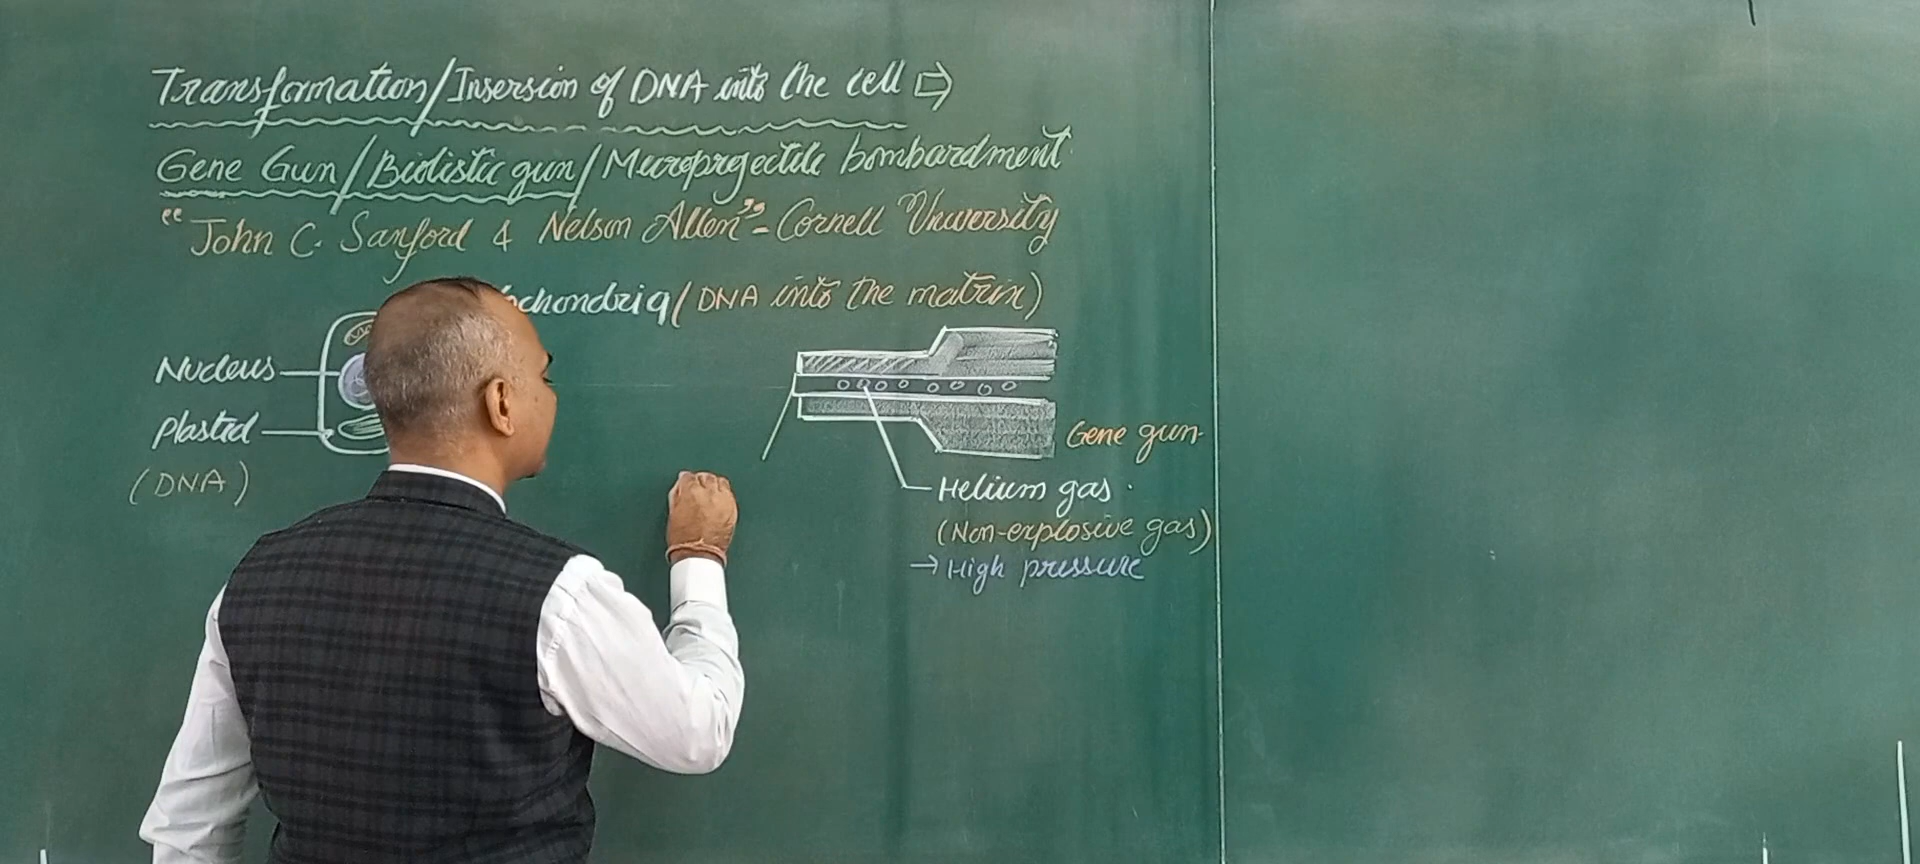 Transformation/Insersion of DNA into the cell ⇨
Gene Gun/Biolistic gun/Microprojectile bombardment
“John C. Sanford & Nelson Allen”- Cornell University
ochondria (DNA into the matrix)
Nucleus
Plastid
(DNA)
Gene gun
Helium gas
(Non-explosive gas)
→ High pressure